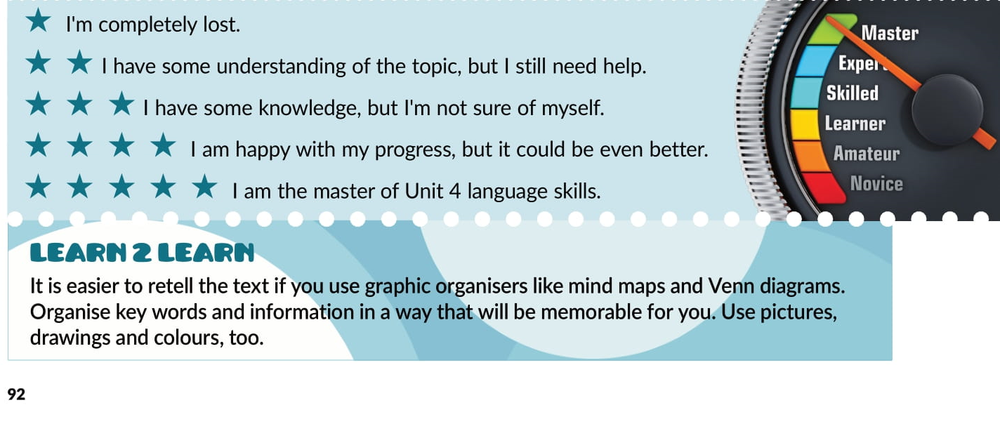 ★ I'm completely lost.
★ ★ I have some understanding of the topic, but I still need help.
★ ★ ★ I have some knowledge, but I'm not sure of myself.
★ ★ ★ ★ I am happy with my progress, but it could be even better.
★ ★ ★ ★ ★ I am the master of Unit 4 language skills.
Master
Expert
Skilled
Learner
Amateur
Novice
LEARN 2 LEARN
It is easier to retell the text if you use graphic organisers like mind maps and Venn diagrams.
Organise key words and information in a way that will be memorable for you. Use pictures,
drawings and colours, too.
92